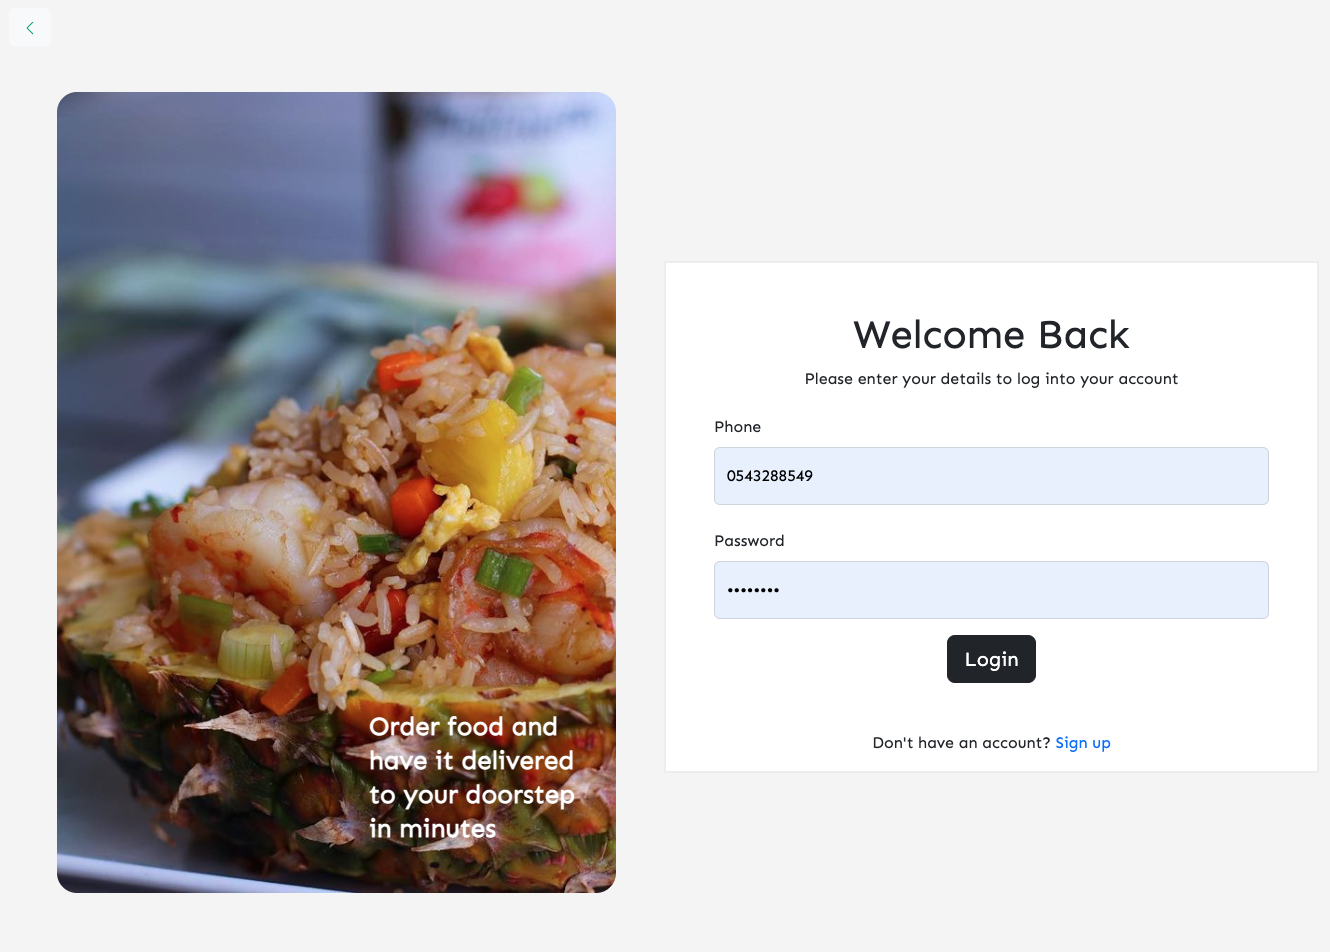 Order food and
have it delivered
to your doorstep
in minutes
Welcome Back
Please enter your details to log into your account
Phone
0543288549
Password
••••••••
Login
Don't have an account? Sign up